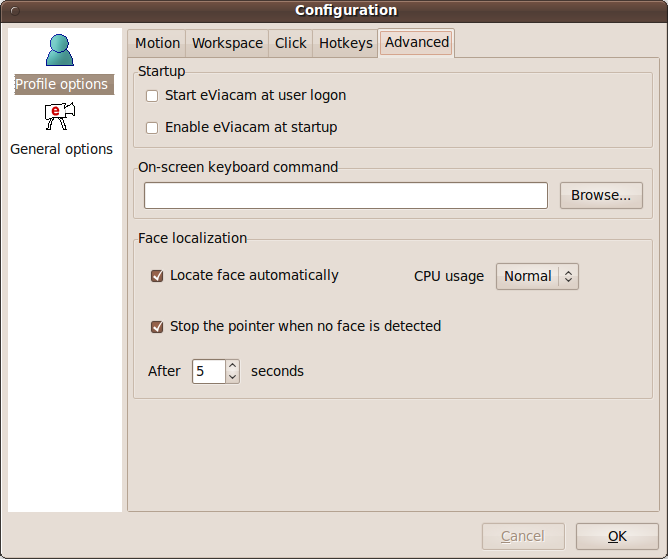 Configuration
Profile options
e
General options
Motion Workspace Click Hotkeys Advanced
Startup
Start eViacam at user logon
Enable eViacam at startup
On-screen keyboard command
Browse...
Face localization
Locate face automatically CPU usage Normal
Stop the pointer when no face is detected
After 5 seconds
Cancel OK